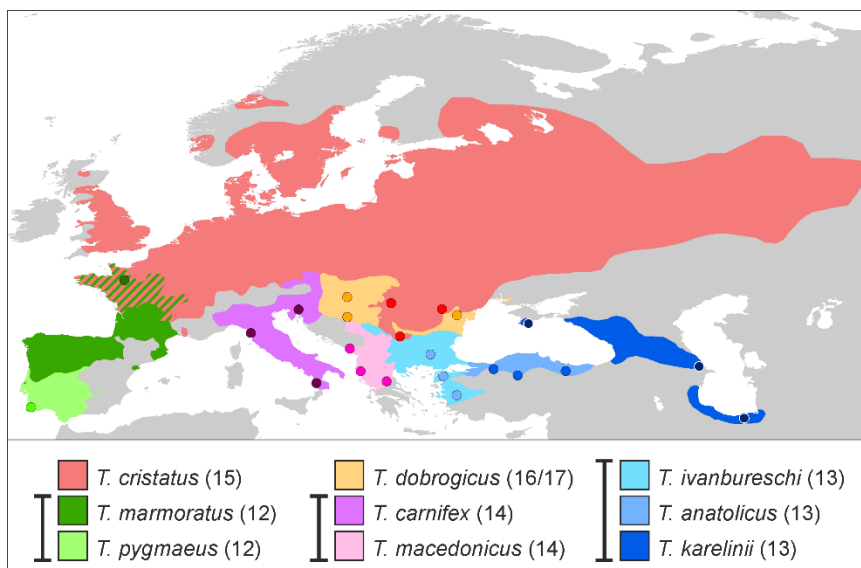 T. cristatus (15)
T. marmoratus (12)
T. pygmaeus (12)
T. dobrogicus (16/17)
T. carnifex (14)
T. macedonicus (14)
T. ivanbureschi (13)
T. anatolicus (13)
T. karelinii (13)